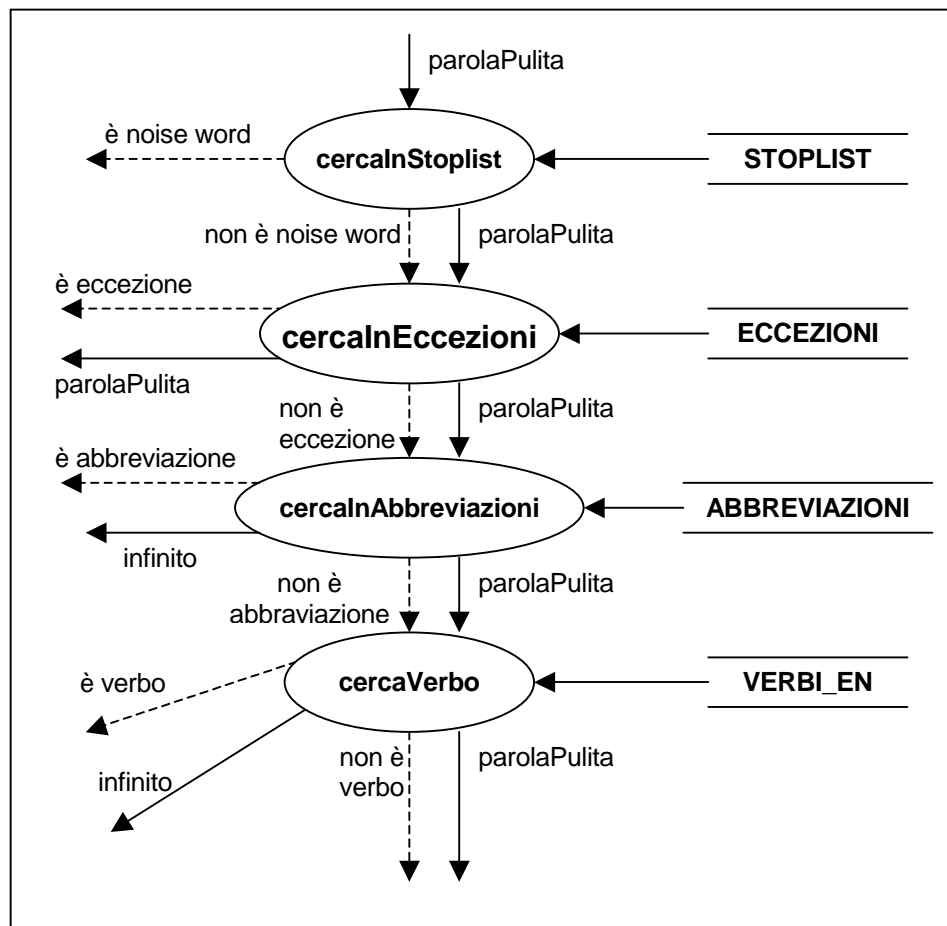 parolaPulita
è noise word
cercaInStoplist
STOPLIST
non è noise word
parolaPulita
è eccezione
cercaInEccezioni
ECCEZIONI
parolaPulita
non è
eccezione
parolaPulita
è abbreviazione
cercaInAbbreviazioni
ABBREVIAZIONI
infinito
non è
abbraviazione
parolaPulita
è verbo
cercaVerbo
VERBI_EN
infinito
non è
verbo
parolaPulita